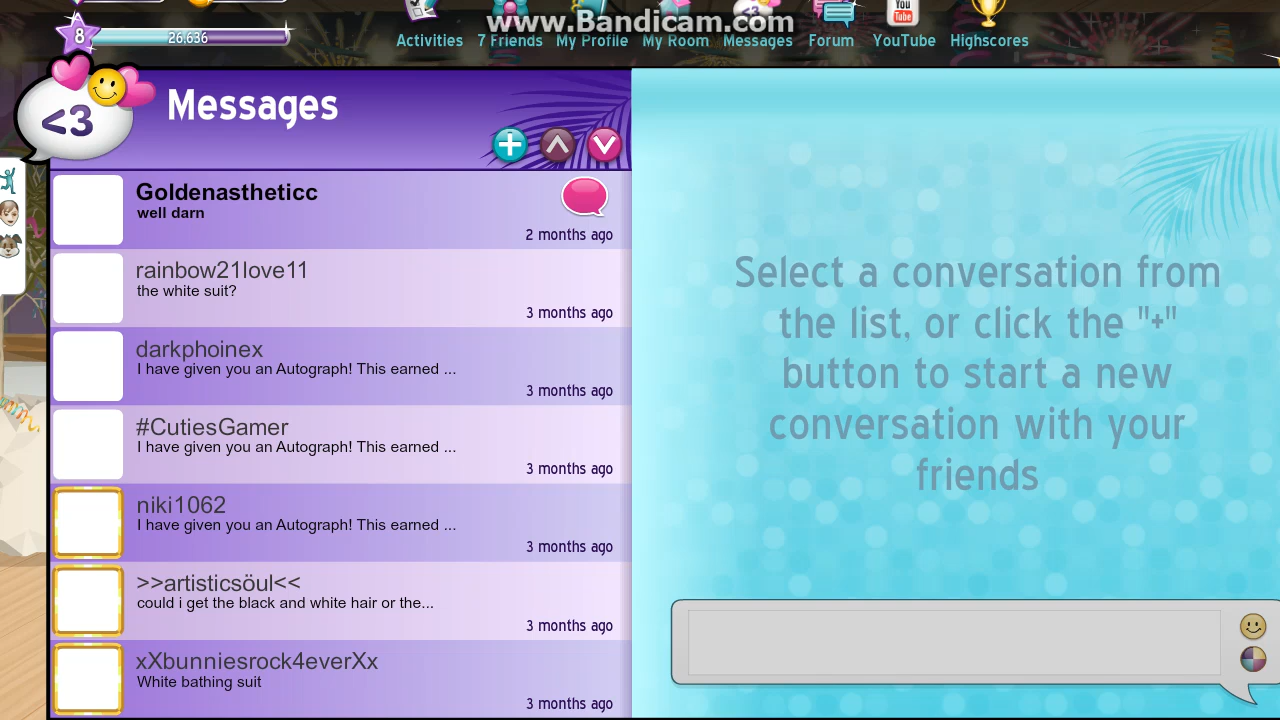 www.Bandicam.com
8
26.636
You
Tube
Activities
7 Friends
My Profile
My Room
Messages
Forum
YouTube
Highscores
<3
Messages
Goldenastheticc
well darn
2 months ago
rainbow21love11
the white suit?
3 months ago
darkphoinex
I have given you an Autograph! This earned ...
3 months ago
#CutiesGamer
I have given you an Autograph! This earned ...
3 months ago
niki1062
I have given you an Autograph! This earned ...
3 months ago
>>artisticsöul<<
could i get the black and white hair or the...
3 months ago
xXbunniesrock4everXx
White bathing suit
3 months ago
Select a conversation from
the list, or click the "+"
button to start a new
conversation with your
friends